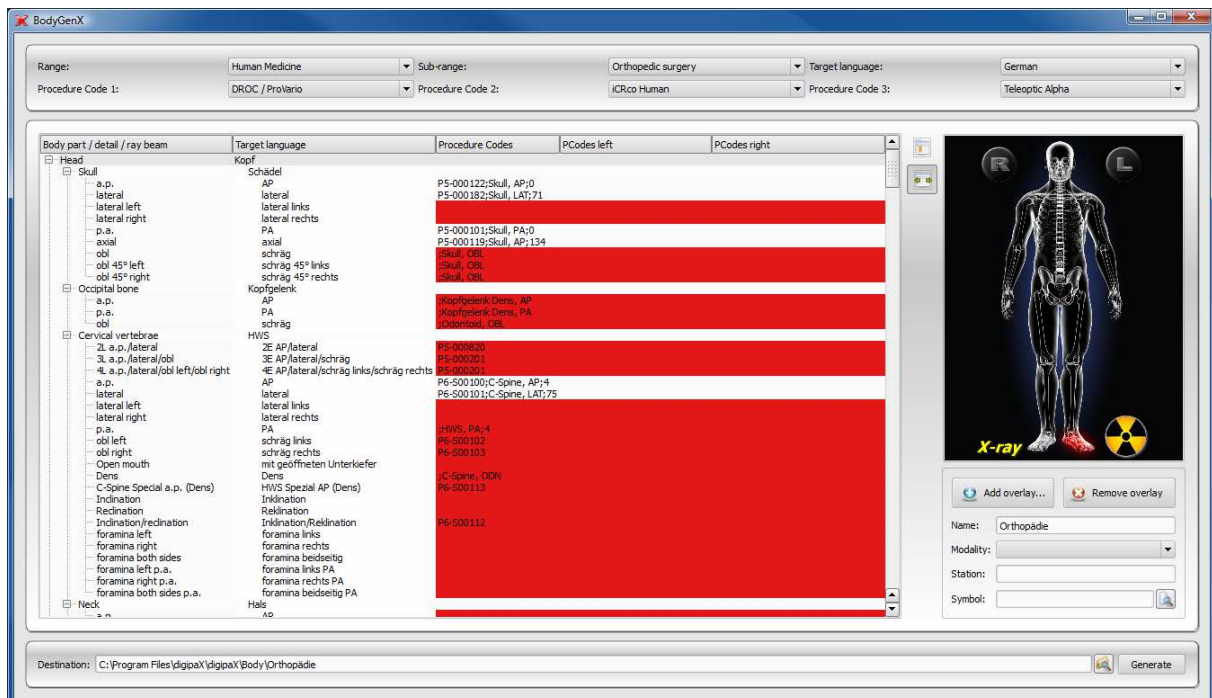 BodyGenX
Range: Human Medicine Sub-range: Orthopedic surgery Target language: German
Procedure Code 1: DROC / ProVario Procedure Code 2: iCRco Human Procedure Code 3: Teleoptic Alpha
Body part / detail / ray beam Target language Procedure Codes PCodes left PCodes right
Head Kopf
Skull Schädel
a.p. AP P5-000122;Skull, AP;0
lateral lateral P5-000182;Skull, LAT;71
lateral left lateral links
lateral right lateral rechts
p.a. PA P5-000101;Skull, PA;0
axial axial P5-000119;Skull, AP;134
obl schräg ;Skull, OBL
obl 45° left schräg 45° links ;Skull, OBL
obl 45° right schräg 45° rechts ;Skull, OBL
Occipital bone Kopfgelenk
a.p. AP ;Kopfgelenk Dens, AP
p.a. PA ;Kopfgelenk Dens, PA
obl schräg ;Odontoid, OBL
Cervical vertebrae HWS
2L a.p./lateral 2E AP/lateral P5-000820
3L a.p./lateral/obl 3E AP/lateral/schräg P5-000201
4L a.p./lateral/obl left/obl right 4E AP/lateral/schräg links/schräg rechts P5-000201
a.p. AP P6-S00100;C-Spine, AP;4
lateral lateral P6-S00101;C-Spine, LAT;75
lateral left lateral links
lateral right lateral rechts
p.a. PA ;HWS, PA;4
obl left schräg links P6-S00102
obl right schräg rechts P6-S00103
Open mouth mit geöffneten Unterkiefer
Dens Dens ;C-Spine, ODN
C-Spine Special a.p. (Dens) HWS Spezial AP (Dens) P6-S00113
Inclination Inklination
Reclination Reklination
Inclination/reclination Inklination/Reklination P6-S00112
foramina left foramina links
foramina right foramina rechts
foramina both sides foramina beidseitig
foramina left p.a. foramina links PA
foramina right p.a. foramina rechts PA
foramina both sides p.a. foramina beidseitig PA
Neck Hals
a.p. AP
R L
X-ray
Add overlay... Remove overlay
Name: Orthopädie
Modality:
Station:
Symbol:
Destination: C:\Program Files\digipaX\digipaX\Body\Orthopädie Generate